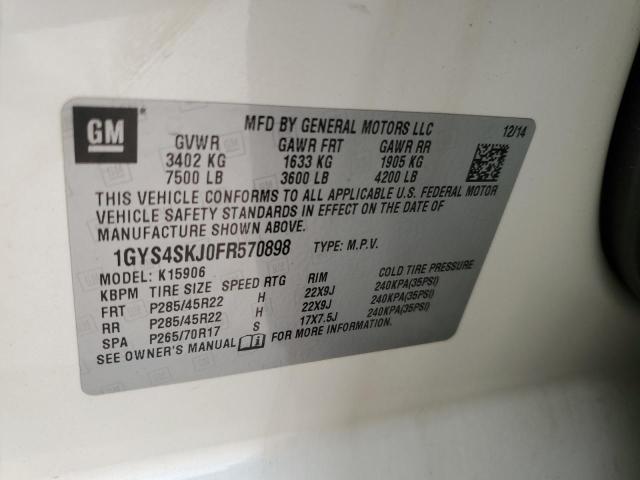 GM
MFD BY GENERAL MOTORS LLC 12/14
GVWR GAWR FRT GAWR RR
3402 KG 1633 KG 1905 KG
7500 LB 3600 LB 4200 LB
THIS VEHICLE CONFORMS TO ALL APPLICABLE U.S. FEDERAL MOTOR
VEHICLE SAFETY STANDARDS IN EFFECT ON THE DATE OF
MANUFACTURE SHOWN ABOVE.
1GYS4SKJ0FR570898 TYPE: M.P.V.
MODEL: K15906
KBPM TIRE SIZE SPEED RTG RIM COLD TIRE PRESSURE
FRT P285/45R22 H 22X9J 240KPA(35PSI)
RR P285/45R22 H 22X9J 240KPA(35PSI)
SPA P265/70R17 S 17X7.5J 240KPA(35PSI)
SEE OWNER'S MANUAL FOR MORE INFORMATION.